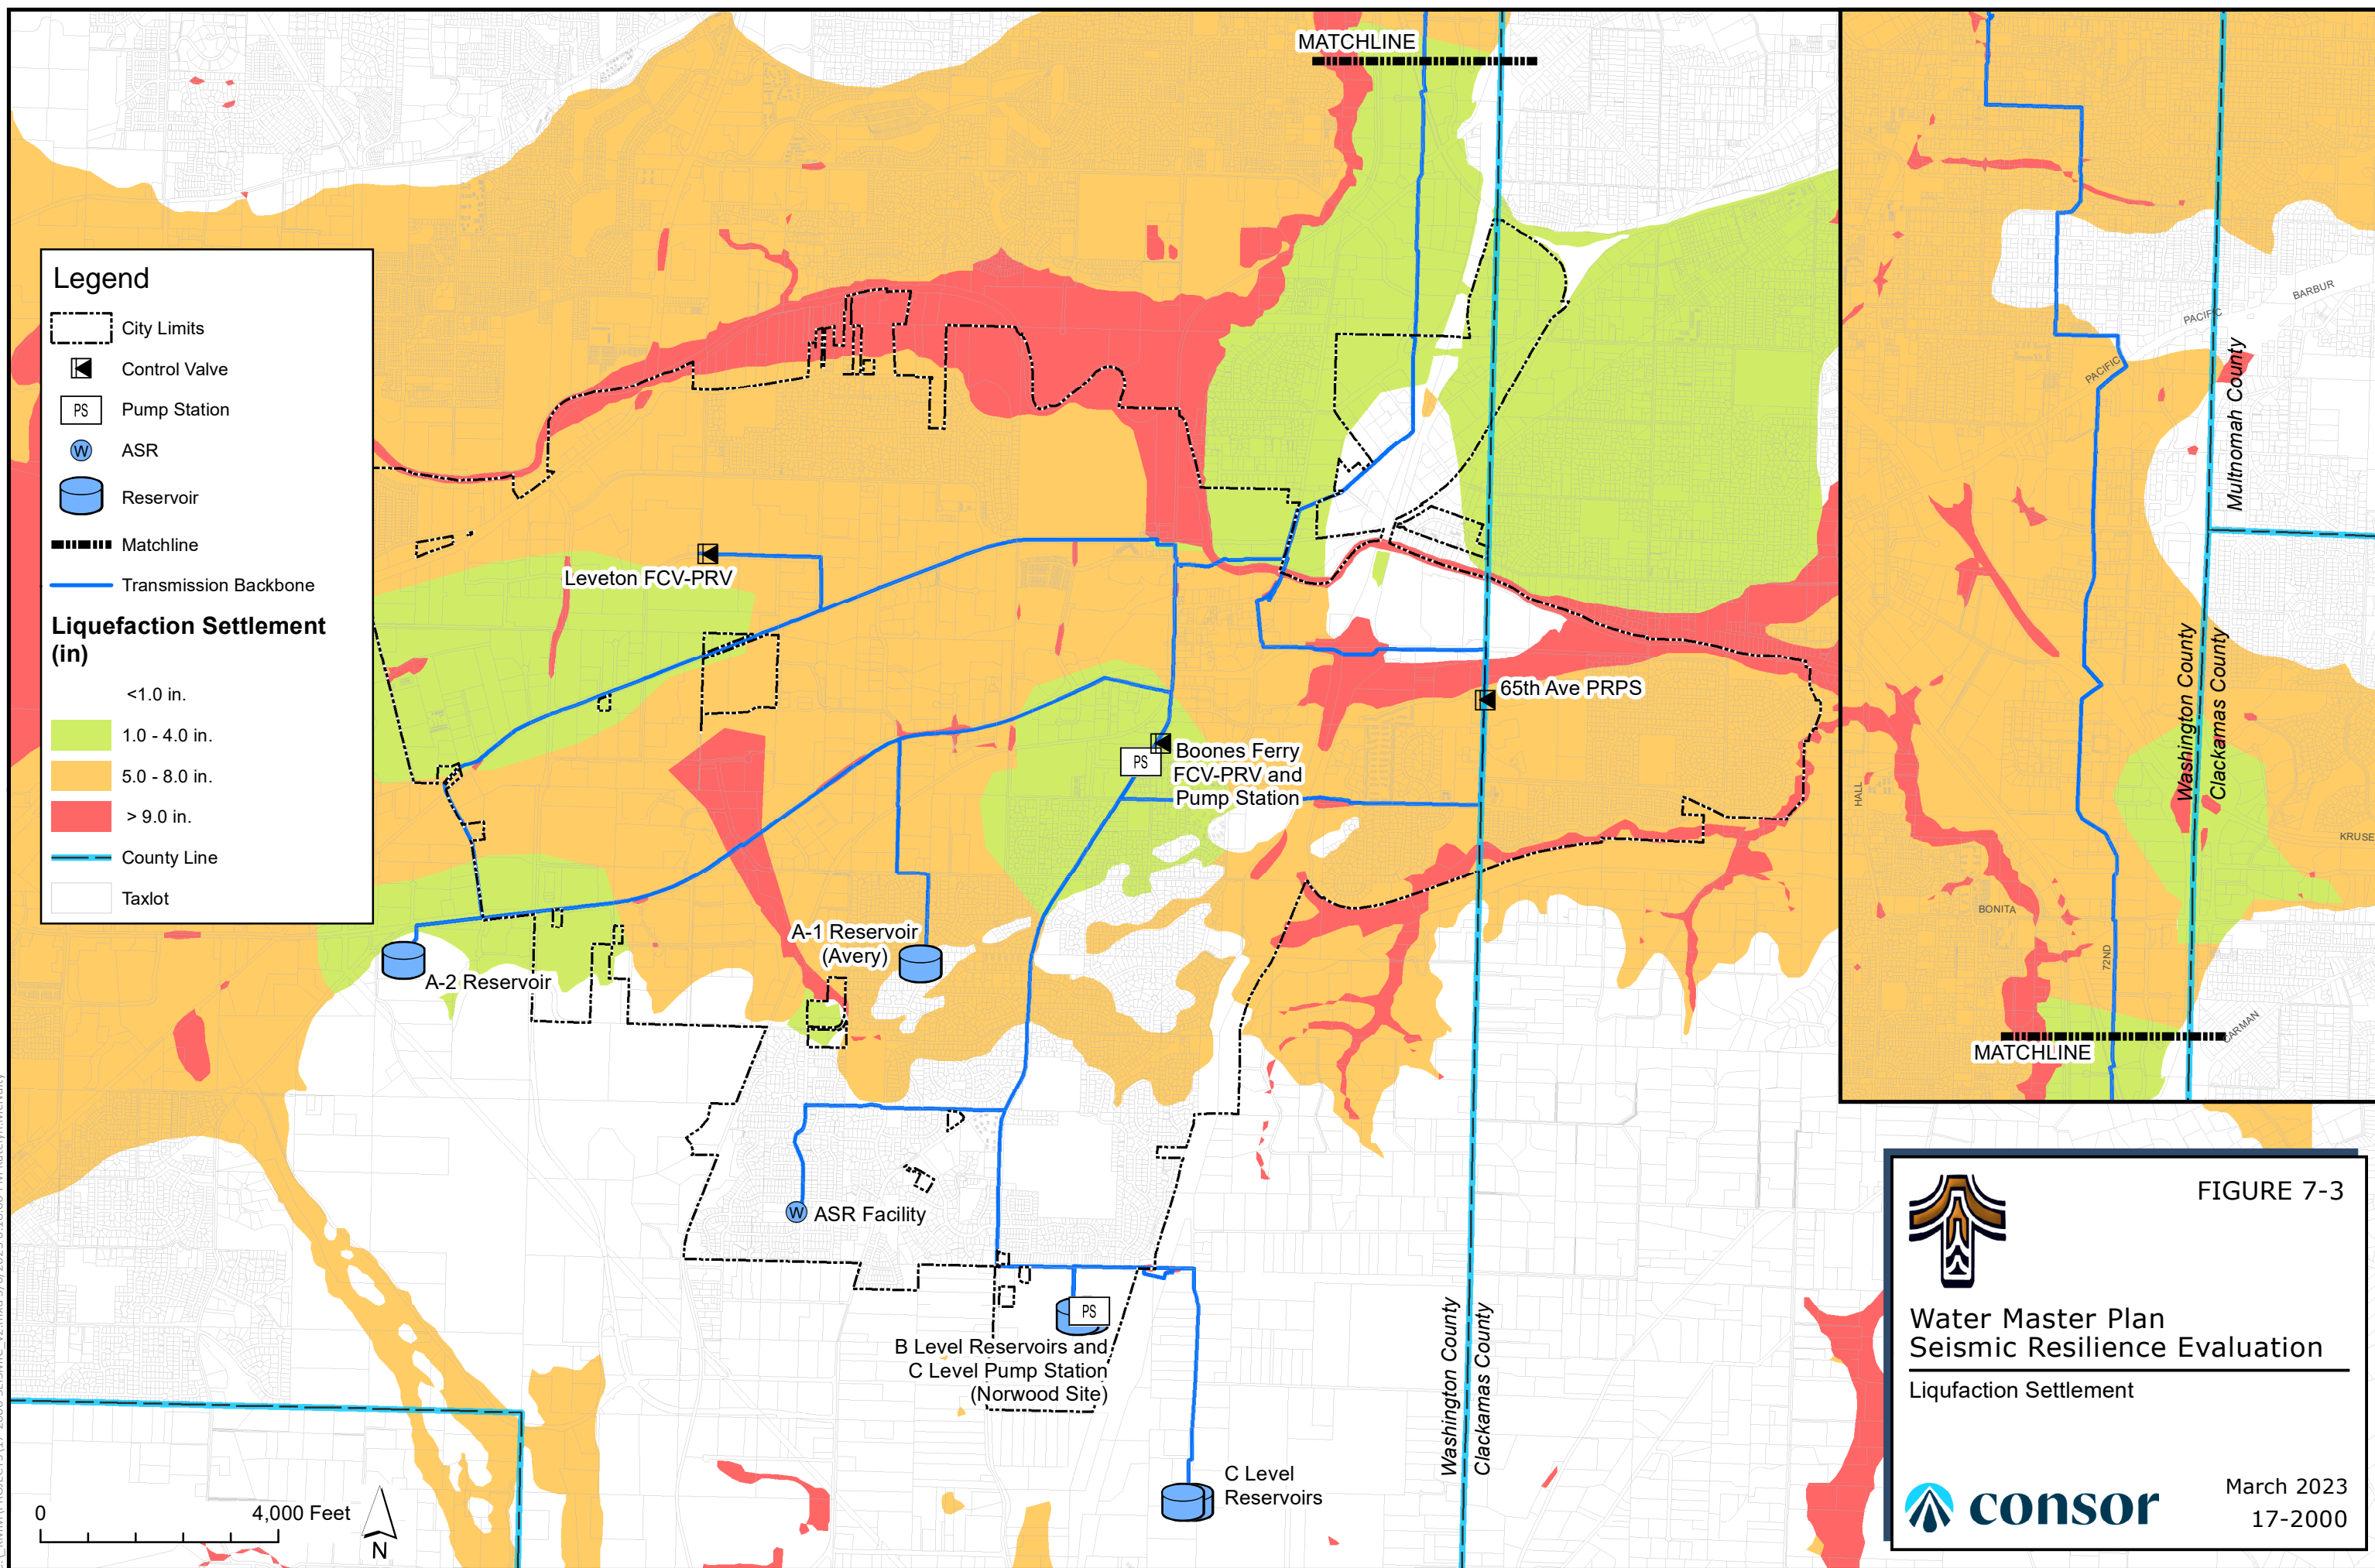 MATCHLINE
Legend
City Limits
Control Valve
PS
Pump Station
W
ASR
Reservoir
Matchline
Transmission Backbone
Liquefaction Settlement
(in)
<1.0 in.
1.0 - 4.0 in.
5.0 - 8.0 in.
> 9.0 in.
County Line
Taxlot
Leveton FCV-PRV
65th Ave PRPS
PS
Boones Ferry
FCV-PRV and
Pump Station
A-1 Reservoir
(Avery)
A-2 Reservoir
W
ASR Facility
PS
B Level Reservoirs and
C Level Pump Station
(Norwood Site)
C Level
Reservoirs
Washington County
Clackamas County
0
4,000 Feet
N
BARBUR
PACIFIC
PACIFIC
Multnomah County
Washington County
Clackamas County
HALL
KRUSE
BONITA
72ND
CARMAN
MATCHLINE
FIGURE 7-3
Water Master Plan
Seismic Resilience Evaluation
Liqufaction Settlement
consor
March 2023
17-2000